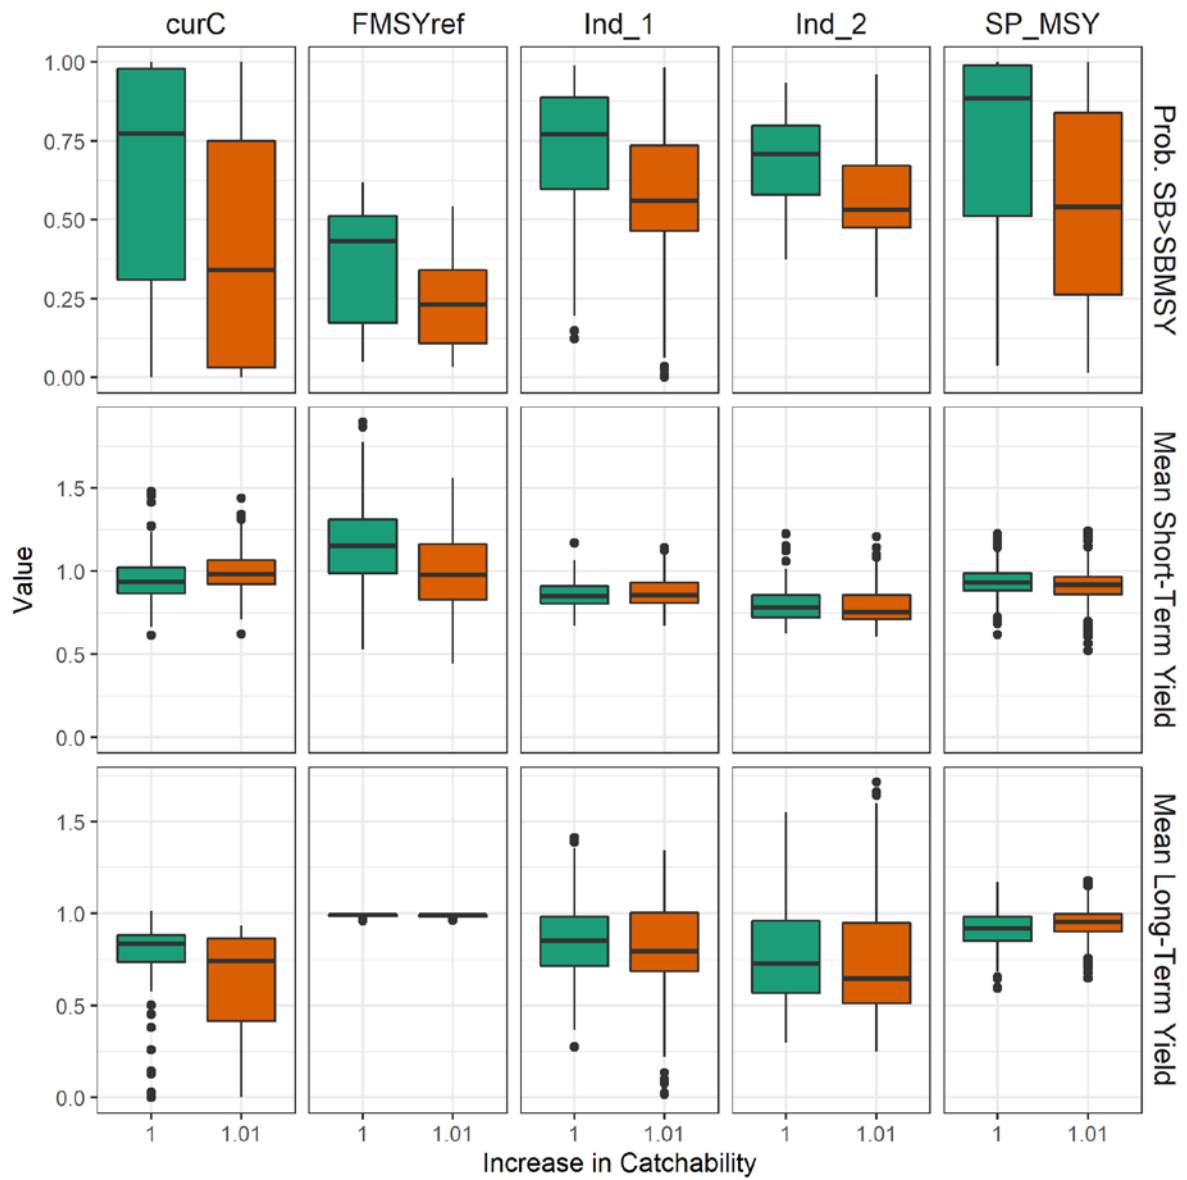 curC FMSYref Ind_1 Ind_2 SP_MSY
1.00
0.75
0.50
0.25
0.00
Prob. SB>SBMSY
Value
1.5
1.0
0.5
0.0
Mean Short-Term Yield
1.5
1.0
0.5
0.0
Mean Long-Term Yield
1 1.01 1 1.01 1 1.01 1 1.01 1 1.01
Increase in Catchability